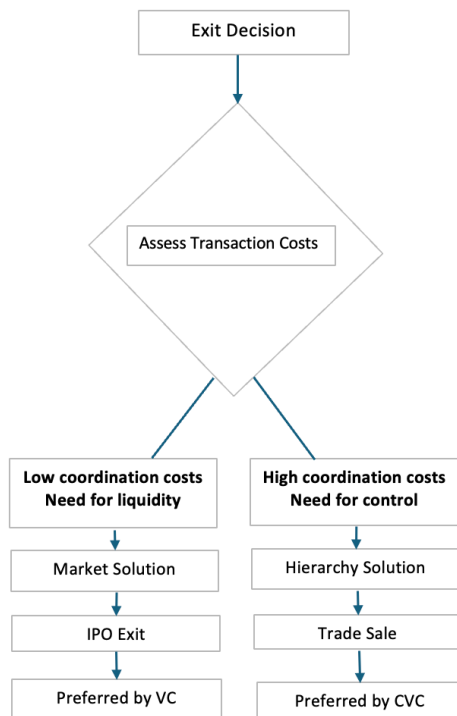 Exit Decision
Assess Transaction Costs
Low coordination costs
Need for liquidity
High coordination costs
Need for control
Market Solution
Hierarchy Solution
IPO Exit
Trade Sale
Preferred by VC
Preferred by CVC